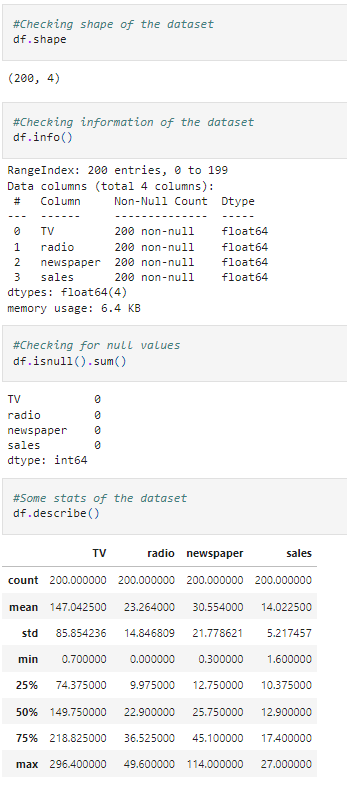 #Checking shape of the dataset
df.shape
(200, 4)
#Checking information of the dataset
df.info()
RangeIndex: 200 entries, 0 to 199
Data columns (total 4 columns):
 #   Column     Non-Null Count  Dtype
---  ------     --------------  -----
 0   TV         200 non-null    float64
 1   radio      200 non-null    float64
 2   newspaper  200 non-null    float64
 3   sales      200 non-null    float64
dtypes: float64(4)
memory usage: 6.4 KB
#Checking for null values
df.isnull().sum()
TV           0
radio        0
newspaper    0
sales        0
dtype: int64
#Some stats of the dataset
df.describe()
TV radio newspaper sales
count 200.000000 200.000000 200.000000 200.000000
mean 147.042500 23.264000 30.554000 14.022500
std 85.854236 14.846809 21.778621 5.217457
min 0.700000 0.000000 0.300000 1.600000
25% 74.375000 9.975000 12.750000 10.375000
50% 149.750000 22.900000 25.750000 12.900000
75% 218.825000 36.525000 45.100000 17.400000
max 296.400000 49.600000 114.000000 27.000000